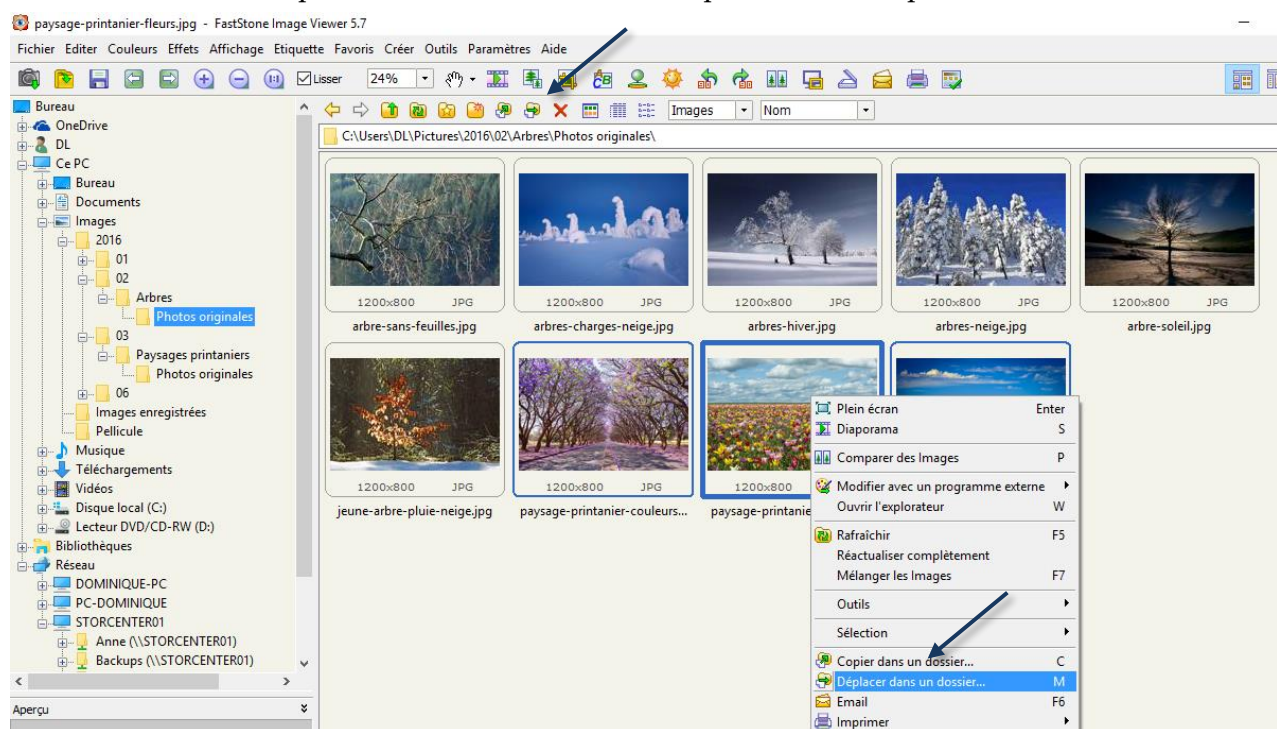 paysage-printanier-fleurs.jpg - FastStone Image Viewer 5.7
Fichier Editer Couleurs Effets Affichage Etiquette Favoris Créer Outils Paramètres Aide
Lisser 24%
Images Nom
C:\Users\DL\Pictures\2016\02\Arbres\Photos originales\
Bureau
OneDrive
DL
Ce PC
Bureau
Documents
Images
2016
01
02
Arbres
Photos originales
03
Paysages printaniers
Photos originales
06
Images enregistrées
Pellicule
Musique
Téléchargements
Vidéos
Disque local (C:)
Lecteur DVD/CD-RW (D:)
Bibliothèques
Réseau
DOMINIQUE-PC
PC-DOMINIQUE
STORCENTER01
Anne (\\STORCENTER01)
Backups (\\STORCENTER01)
Aperçu
1200x800 JPG
1200x800 JPG
1200x800 JPG
1200x800 JPG
1200x800 JPG
arbre-sans-feuilles.jpg
arbres-charges-neige.jpg
arbres-hiver.jpg
arbres-neige.jpg
arbre-soleil.jpg
1200x800 JPG
1200x800 JPG
1200x800
jeune-arbre-pluie-neige.jpg
paysage-printanier-couleurs...
paysage-printanie
Plein écran Enter
Diaporama S
Comparer des Images P
Modifier avec un programme externe
Ouvrir l'explorateur W
Rafraîchir F5
Réactualiser complètement
Mélanger les Images F7
Outils
Sélection
Copier dans un dossier... C
Déplacer dans un dossier... M
Email F6
Imprimer